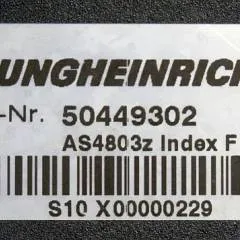 UNGHEINRICH
-Nr. 50449302
AS4803z Index F
S10 X00000229